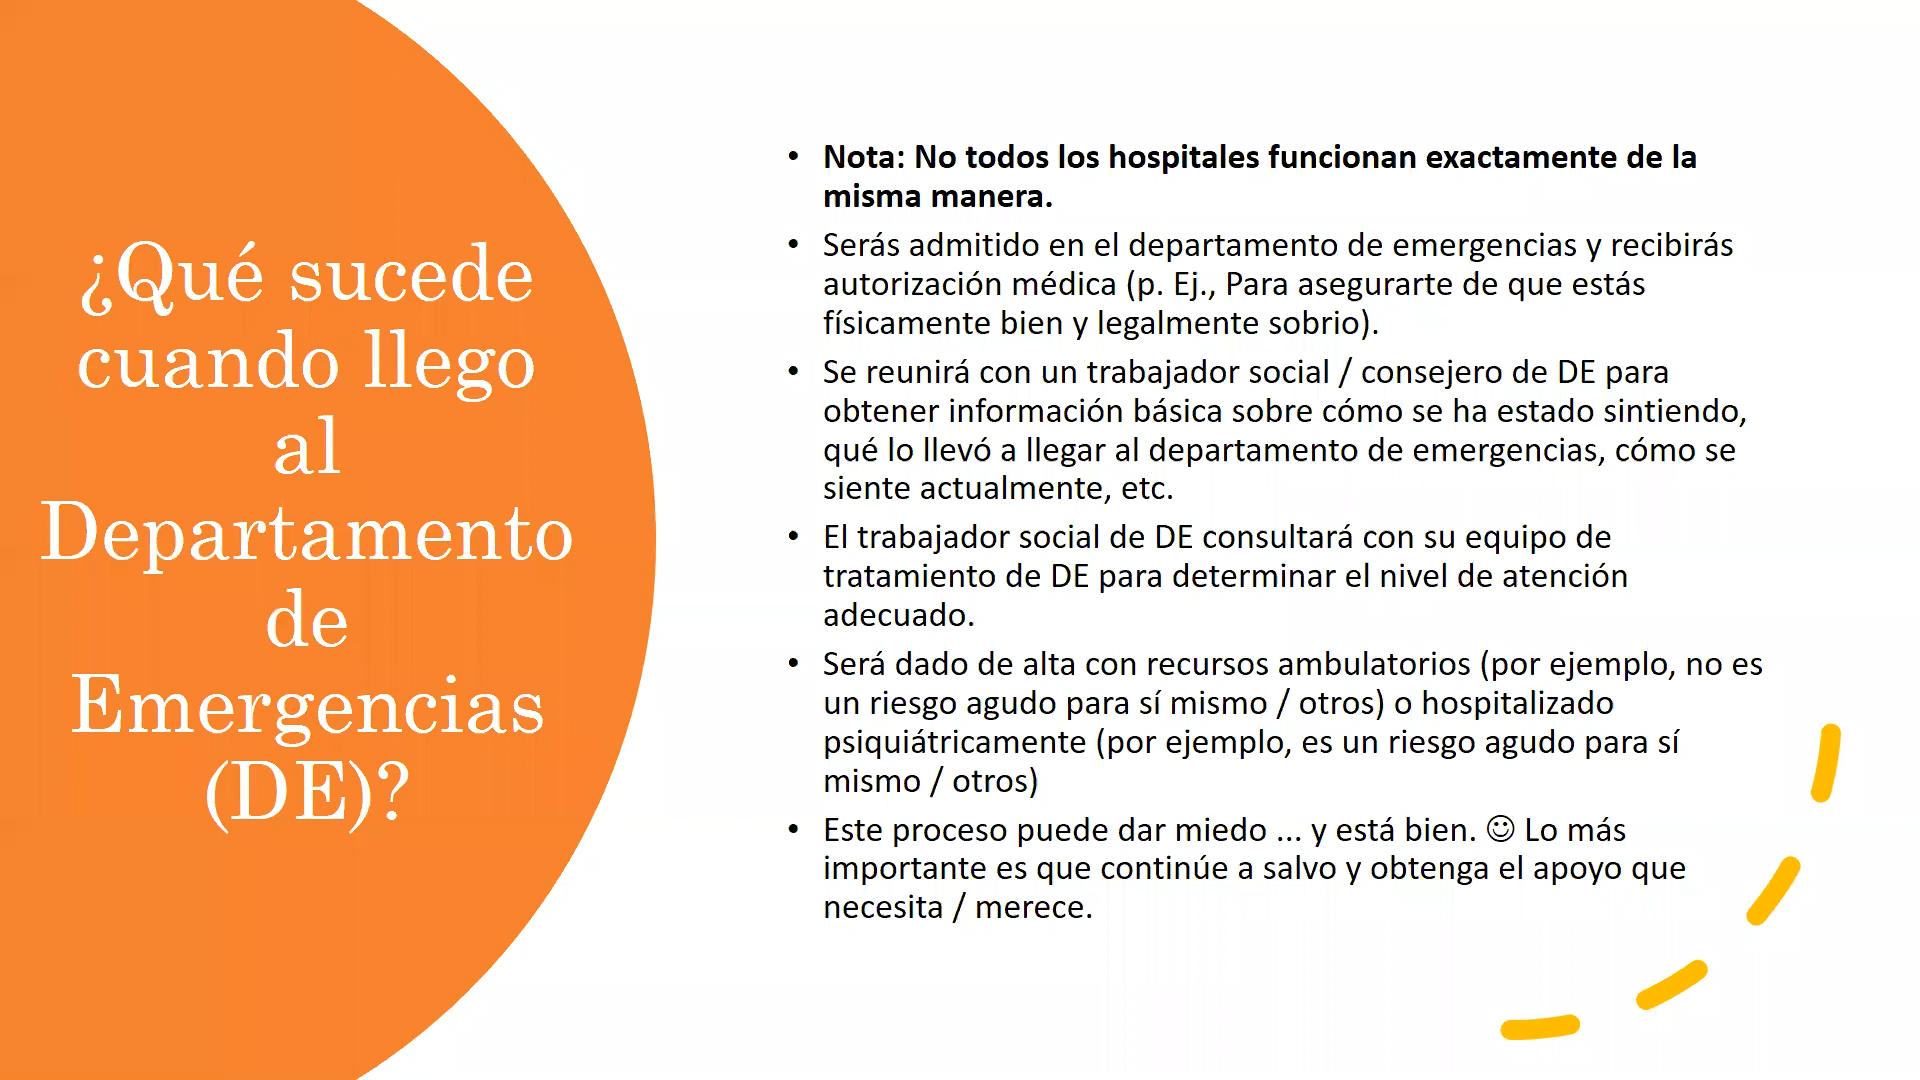 ¿Qué sucede
cuando llego
al
Departamento
de
Emergencias
(DE)?
• Nota: No todos los hospitales funcionan exactamente de la
misma manera.
• Serás admitido en el departamento de emergencias y recibirás
autorización médica (p. Ej., Para asegurarte de que estás
físicamente bien y legalmente sobrio).
• Se reunirá con un trabajador social / consejero de DE para
obtener información básica sobre cómo se ha estado sintiendo,
qué lo llevó a llegar al departamento de emergencias, cómo se
siente actualmente, etc.
• El trabajador social de DE consultará con su equipo de
tratamiento de DE para determinar el nivel de atención
adecuado.
• Será dado de alta con recursos ambulatorios (por ejemplo, no es
un riesgo agudo para sí mismo / otros) o hospitalizado
psiquiátricamente (por ejemplo, es un riesgo agudo para sí
mismo / otros)
• Este proceso puede dar miedo ... y está bien. ☺ Lo más
importante es que continúe a salvo y obtenga el apoyo que
necesita / merece.